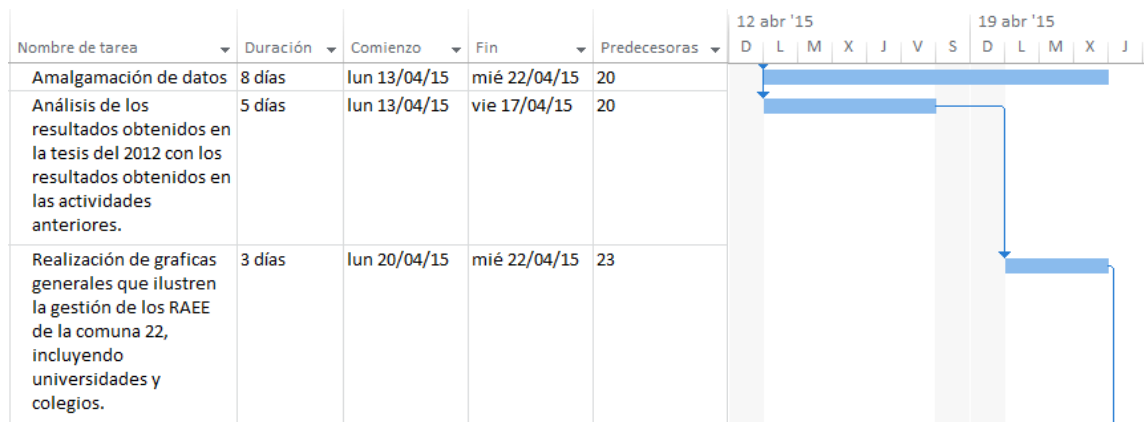 12 abr '15 19 abr '15
Nombre de tarea Duración Comienzo Fin Predecesoras D L M X J V S D L M X J
Amalgamación de datos 8 días lun 13/04/15 mié 22/04/15 20
Análisis de los 5 días lun 13/04/15 vie 17/04/15 20
resultados obtenidos en
la tesis del 2012 con los
resultados obtenidos en
las actividades
anteriores.
Realización de graficas 3 días lun 20/04/15 mié 22/04/15 23
generales que ilustren
la gestión de los RAEE
de la comuna 22,
incluyendo
universidades y
colegios.